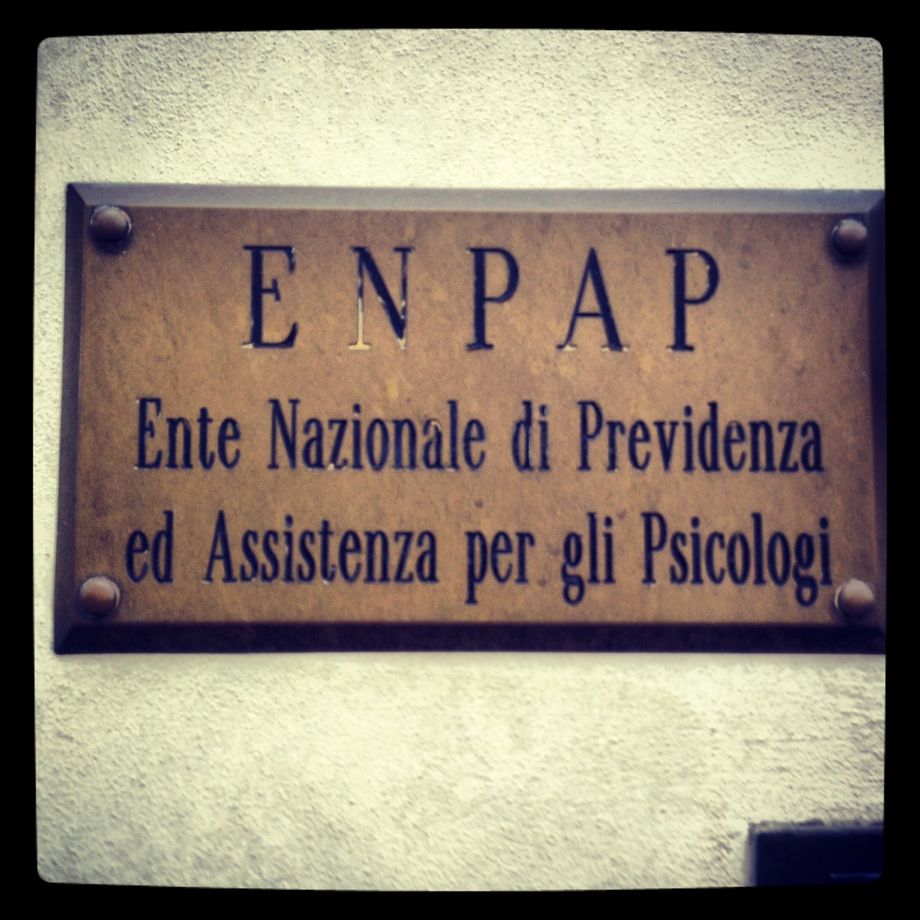 ENPAP
Ente Nazionale di Previdenza
ed Assistenza per gli Psicologi